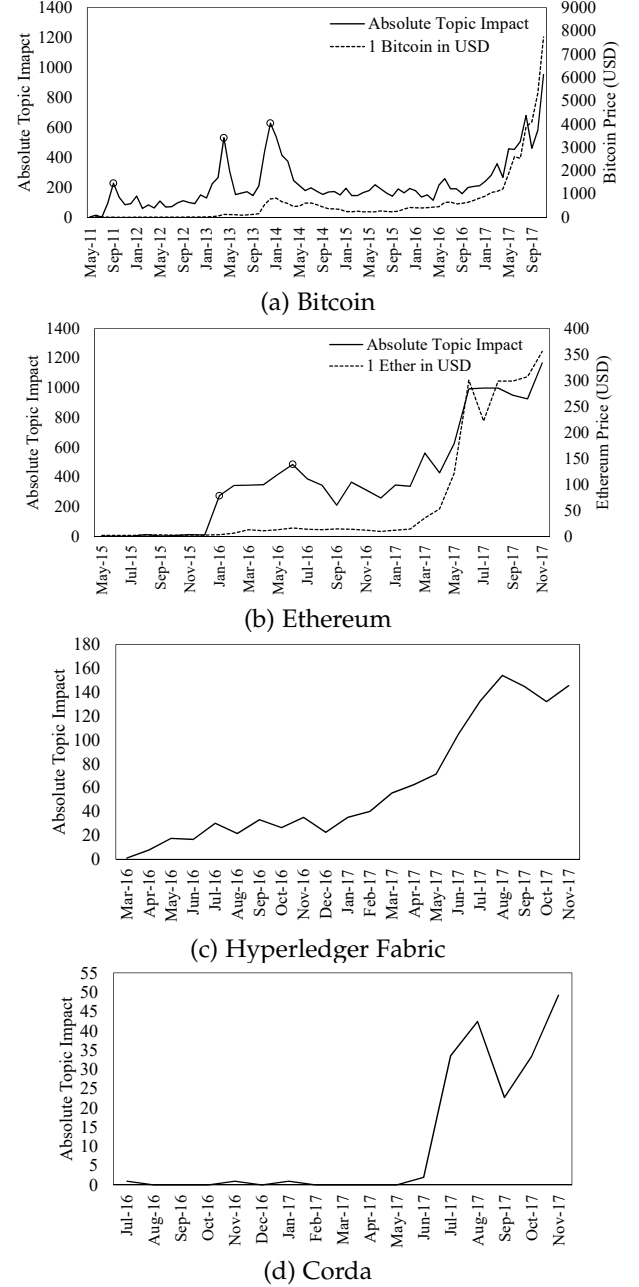 1400
1200
1000
800
600
400
200
0
Absolute Topic Imapct
Absolute Topic Impact
1 Bitcoin in USD
9000
8000
7000
6000
5000
4000
3000
2000
1000
0
Bitcoin Price (USD)
May-11
Sep-11
Jan-12
May-12
Sep-12
Jan-13
May-13
Sep-13
Jan-14
May-14
Sep-14
Jan-15
May-15
Sep-15
Jan-16
May-16
Sep-16
Jan-17
May-17
Sep-17
(a) Bitcoin
1400
1200
1000
800
600
400
200
0
Absolute Topic Impact
Absolute Topic Impact
1 Ether in USD
400
350
300
250
200
150
100
50
0
Ethereum Price (USD)
May-15
Jul-15
Sep-15
Nov-15
Jan-16
Mar-16
May-16
Jul-16
Sep-16
Nov-16
Jan-17
Mar-17
May-17
Jul-17
Sep-17
Nov-17
(b) Ethereum
180
160
140
120
100
80
60
40
20
0
Absolute Topic Impact
Mar-16
Apr-16
May-16
Jun-16
Jul-16
Aug-16
Sep-16
Oct-16
Nov-16
Dec-16
Jan-17
Feb-17
Mar-17
Apr-17
May-17
Jun-17
Jul-17
Aug-17
Sep-17
Oct-17
Nov-17
(c) Hyperledger Fabric
55
50
45
40
35
30
25
20
15
10
5
0
Absolute Topic Impact
Jul-16
Aug-16
Sep-16
Oct-16
Nov-16
Dec-16
Jan-17
Feb-17
Mar-17
Apr-17
May-17
Jun-17
Jul-17
Aug-17
Sep-17
Oct-17
Nov-17
(d) Corda